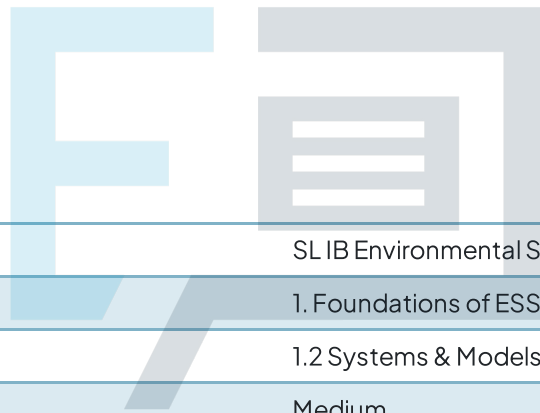 SL IB Environmental S
1. Foundations of ESS
1.2 Systems & Models
Medium